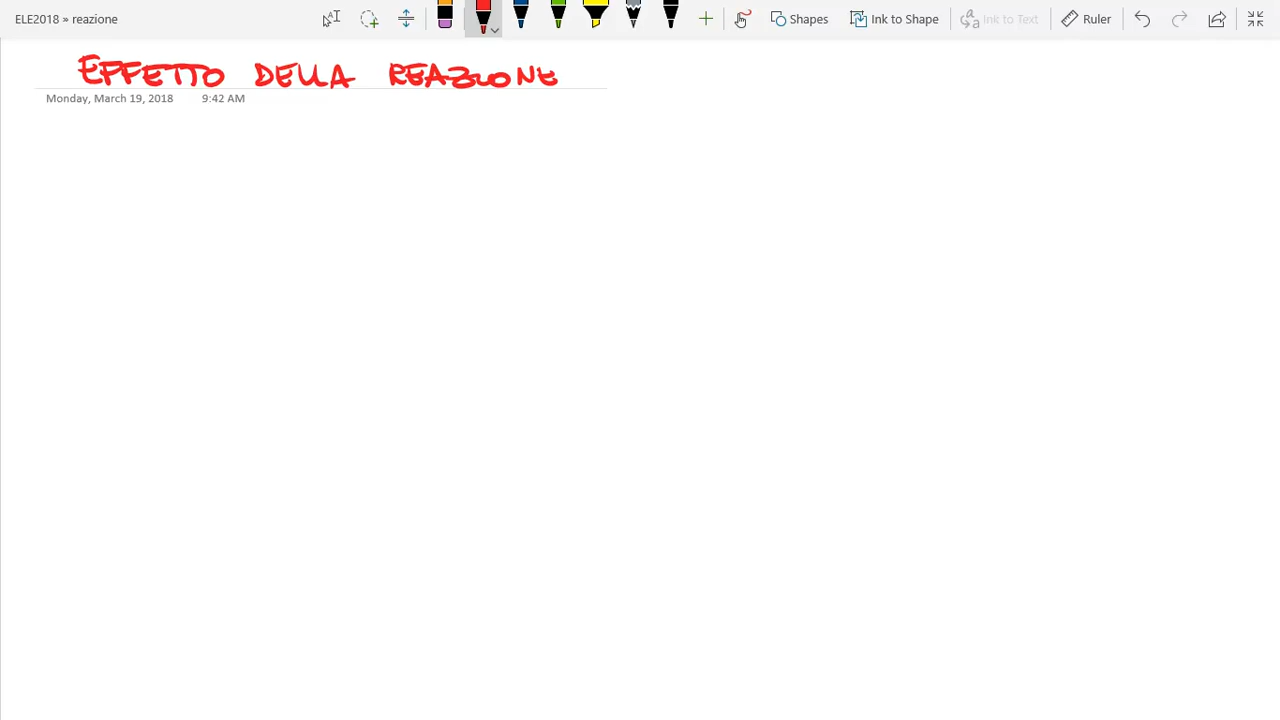 ELE2018 » reazione
Shapes
Ink to Shape
Ink to Text
Ruler
EFFETTO DELLA REAZIONE
Monday, March 19, 2018 9:42 AM